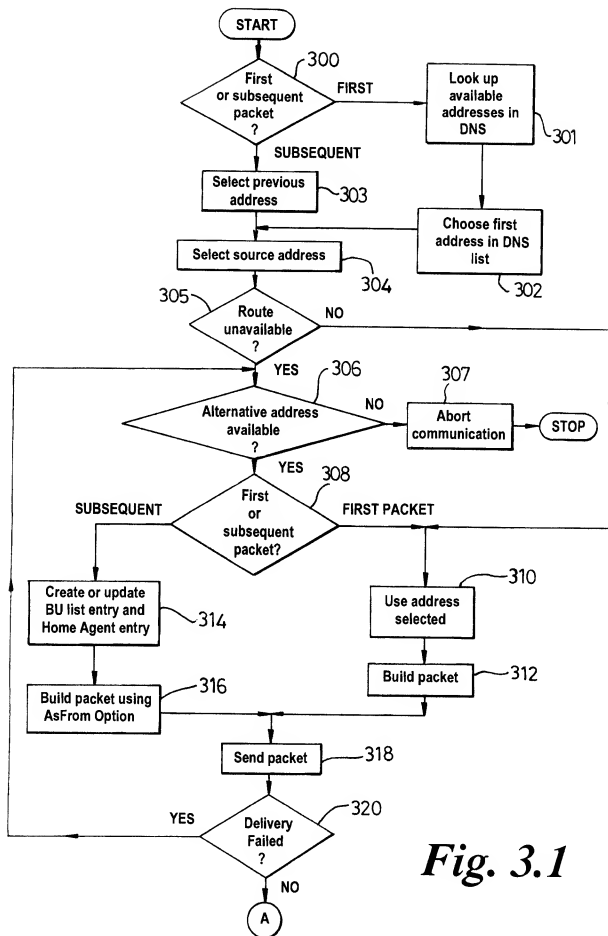 START
300
First
or subsequent
packet
?
FIRST
Look up
available
addresses in
DNS
301
SUBSEQUENT
Select previous
address
303
Choose first
address in DNS
list
302
Select source address
304
305
Route
unavailable
?
NO
YES
306
Alternative address
available
?
NO
307
Abort
communication
STOP
YES
308
SUBSEQUENT
First
or
subsequent
packet?
FIRST PACKET
310
Create or update
BU list entry and
Home Agent entry
314
Use address
selected
Build packet using
AsFrom Option
316
Build packet
312
Send packet
318
320
YES
Delivery
Failed
?
NO
A
Fig. 3.1